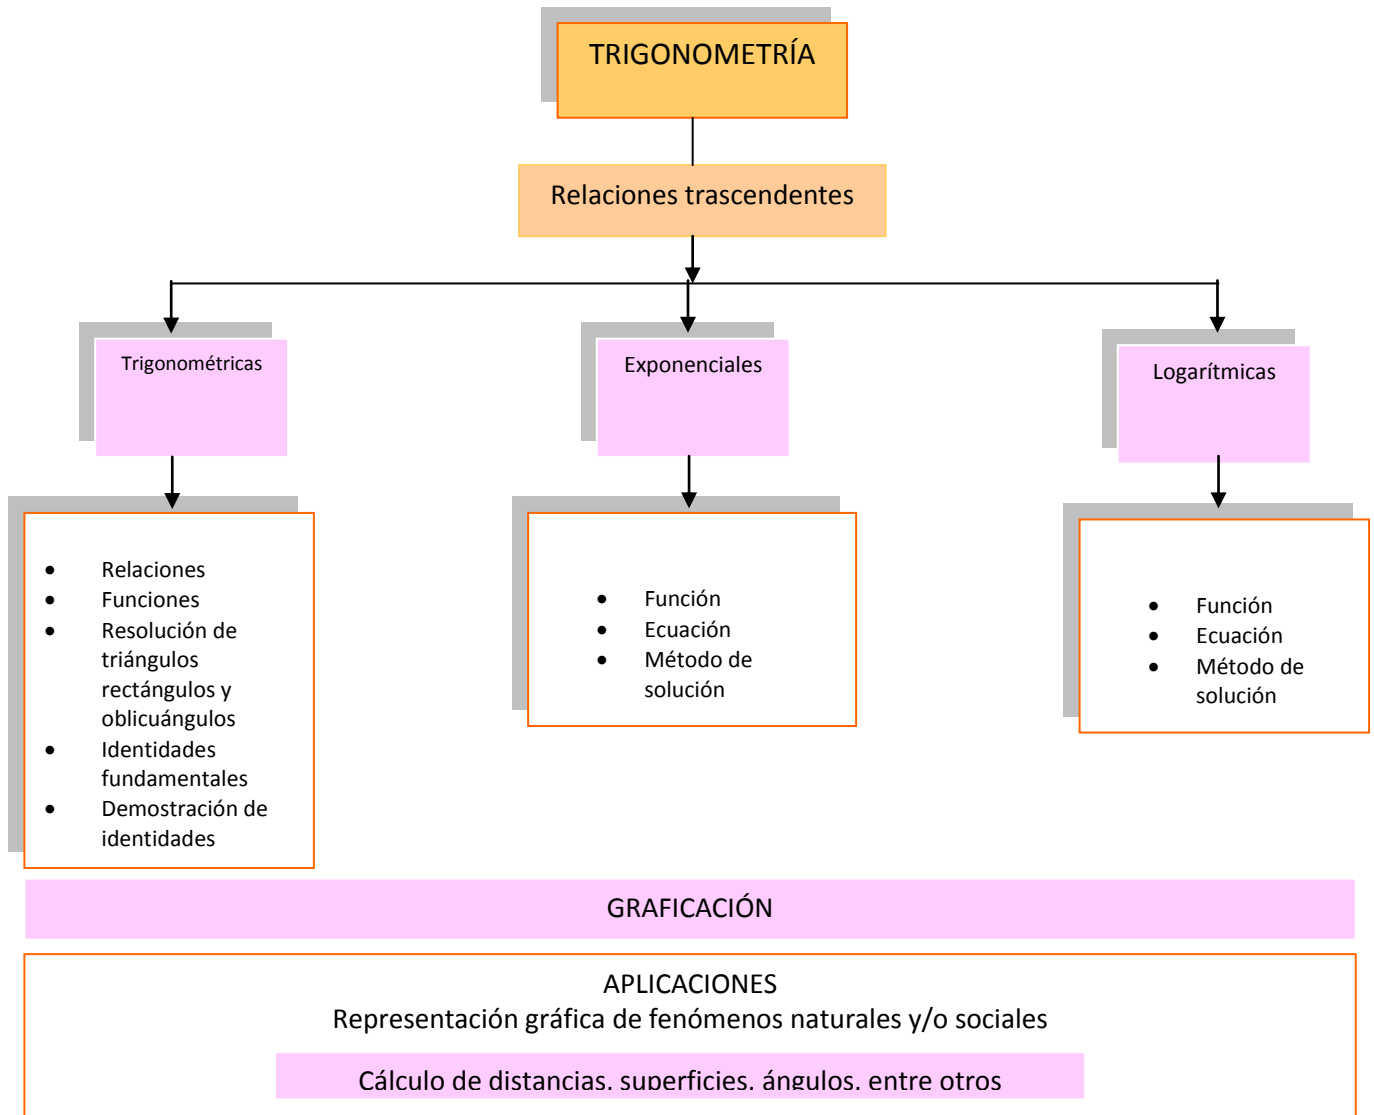 TRIGONOMETRÍA
Relaciones trascendentes
Trigonométricas
Exponenciales
Logarítmicas
• Relaciones
• Funciones
• Resolución de
triángulos
rectángulos y
oblicuángulos
• Identidades
fundamentales
• Demostración de
identidades
• Función
• Ecuación
• Método de
solución
• Función
• Ecuación
• Método de
solución
GRAFICACIÓN
APLICACIONES
Representación gráfica de fenómenos naturales y/o sociales
Cálculo de distancias, superficies, ángulos, entre otros